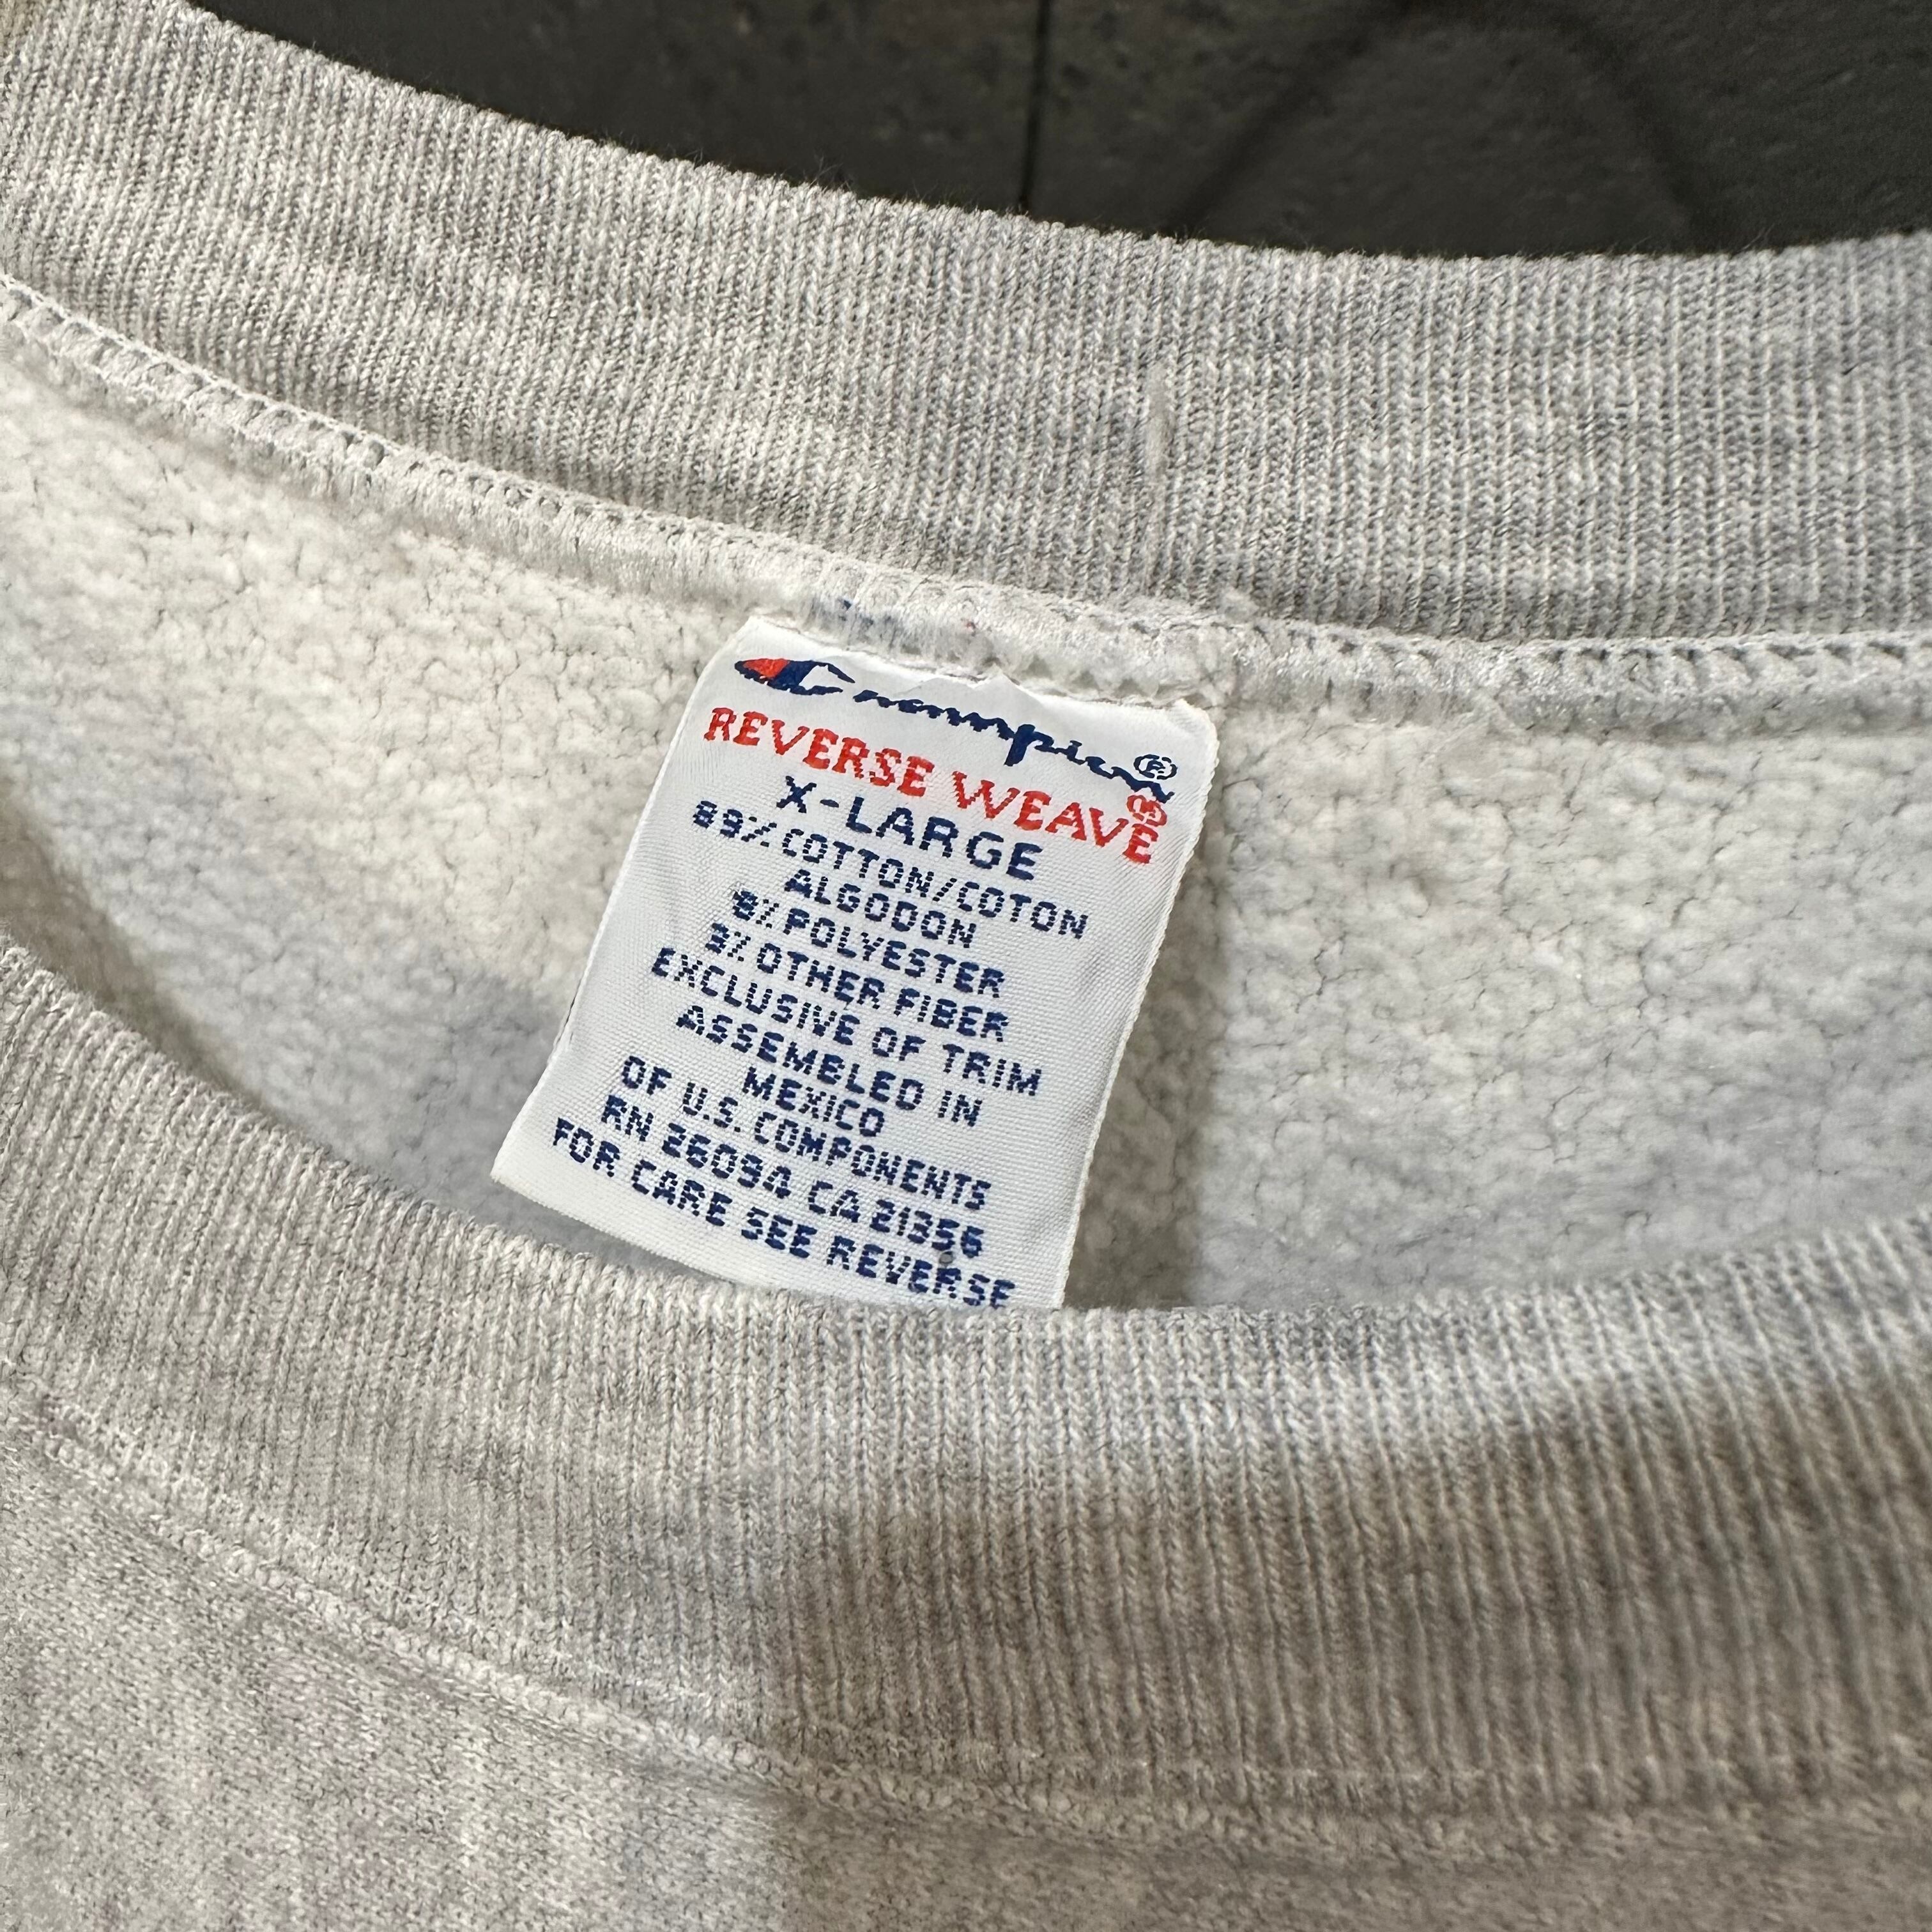 Champion®
REVERSE WEAVE®
X-LARGE
89% COTTON/COTON
ALGODON
8% POLYESTER
3% OTHER FIBER
EXCLUSIVE OF TRIM
ASSEMBLED IN
MEXICO
OF U.S. COMPONENTS
RN 26094 CA 21356
FOR CARE SEE REVERSE